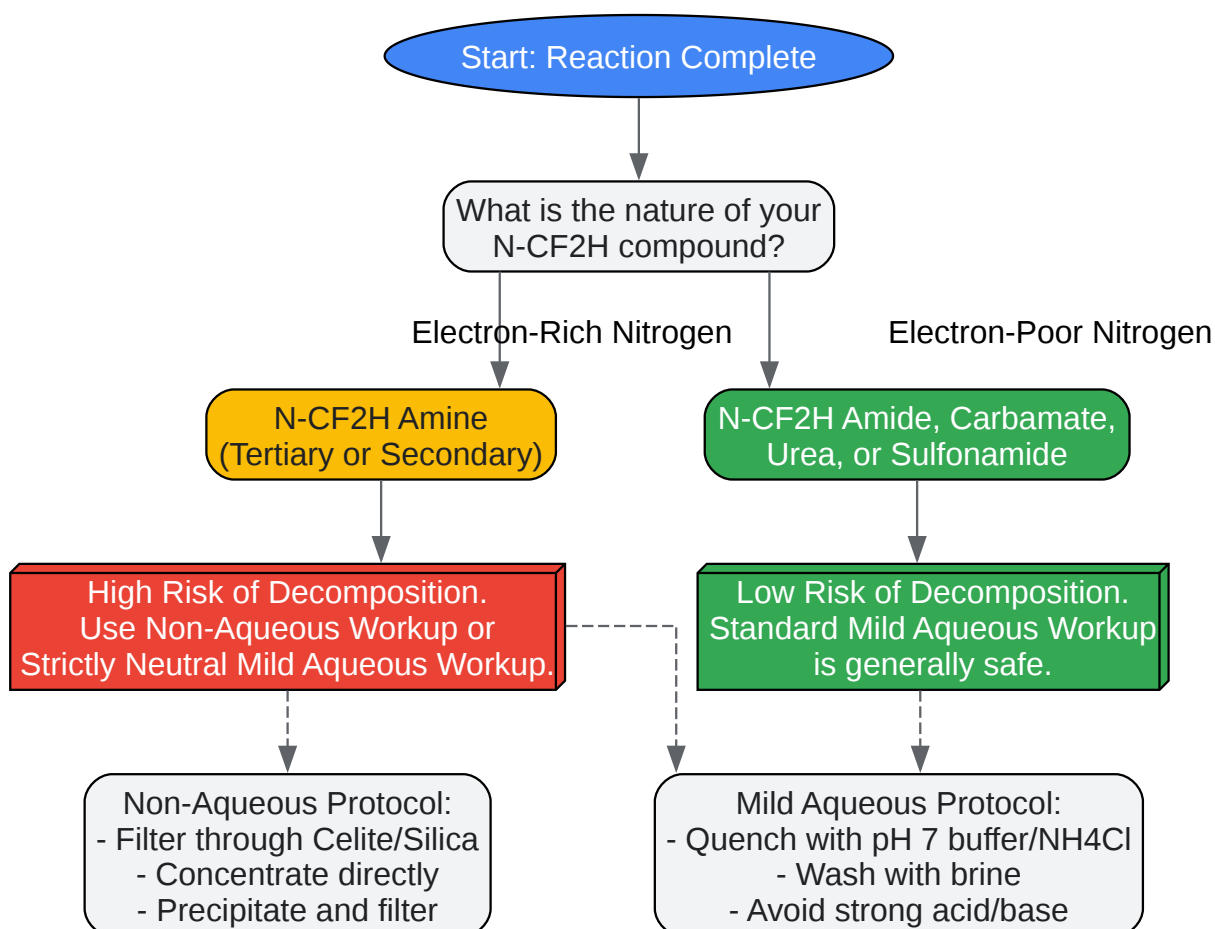 Start: Reaction Complete
What is the nature of your
N-CF2H compound?
Electron-Rich Nitrogen
Electron-Poor Nitrogen
N-CF2H Amine
(Tertiary or Secondary)
N-CF2H Amide, Carbamate,
Urea, or Sulfonamide
High Risk of Decomposition.
Use Non-Aqueous Workup or
Strictly Neutral Mild Aqueous Workup.
Low Risk of Decomposition.
Standard Mild Aqueous Workup
is generally safe.
Non-Aqueous Protocol:
- Filter through Celite/Silica
- Concentrate directly
- Precipitate and filter
Mild Aqueous Protocol:
- Quench with pH 7 buffer/NH4Cl
- Wash with brine
- Avoid strong acid/base